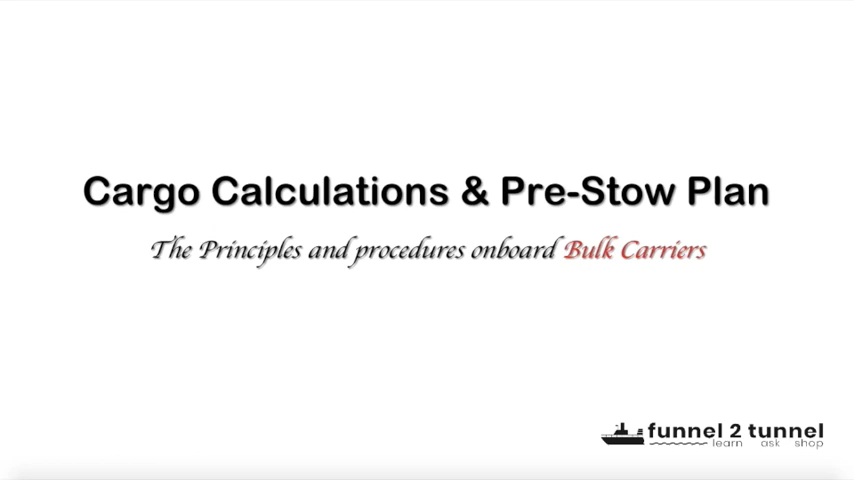 Cargo Calculations & Pre-Stow Plan
The Principles and procedures onboard Bulk Carriers
funnel 2 tunnel
learn ask shop